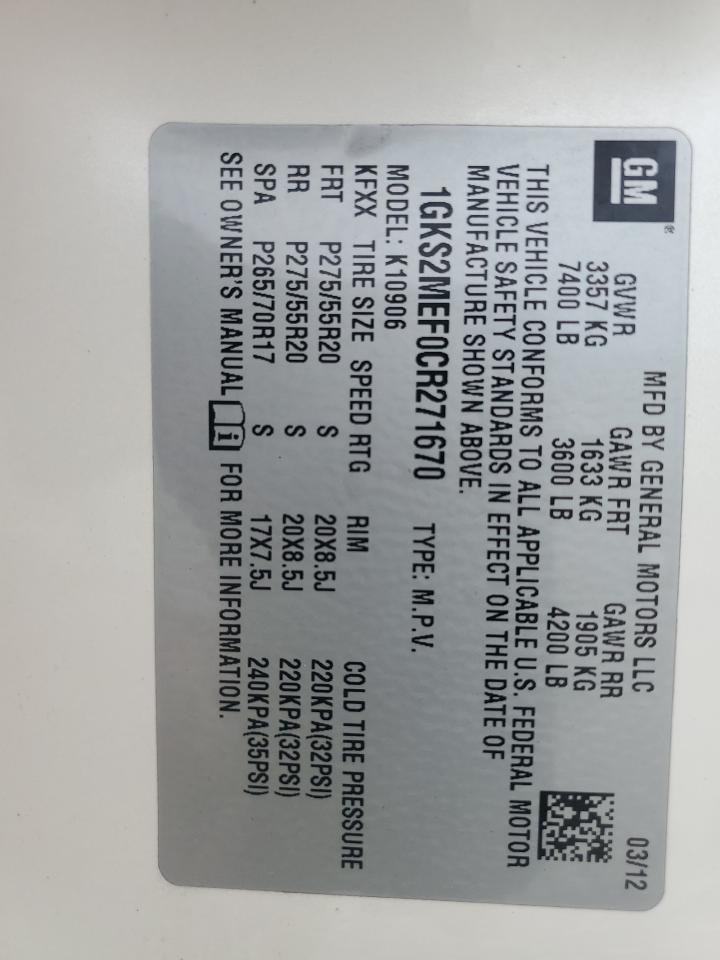 GM ®
MFD BY GENERAL MOTORS LLC 03/12
GVWR GAWR FRT GAWR RR
3357 KG 1633 KG 1905 KG
7400 LB 3600 LB 4200 LB
THIS VEHICLE CONFORMS TO ALL APPLICABLE U.S. FEDERAL MOTOR
VEHICLE SAFETY STANDARDS IN EFFECT ON THE DATE OF
MANUFACTURE SHOWN ABOVE.
1GKS2MEF0CR271670 TYPE: M.P.V.
MODEL: K10906
KFXX TIRE SIZE SPEED RTG RIM COLD TIRE PRESSURE
FRT P275/55R20 S 20X8.5J 220KPA(32PSI)
RR P275/55R20 S 20X8.5J 220KPA(32PSI)
SPA P265/70R17 S 17X7.5J 240KPA(35PSI)
SEE OWNER'S MANUAL i FOR MORE INFORMATION.